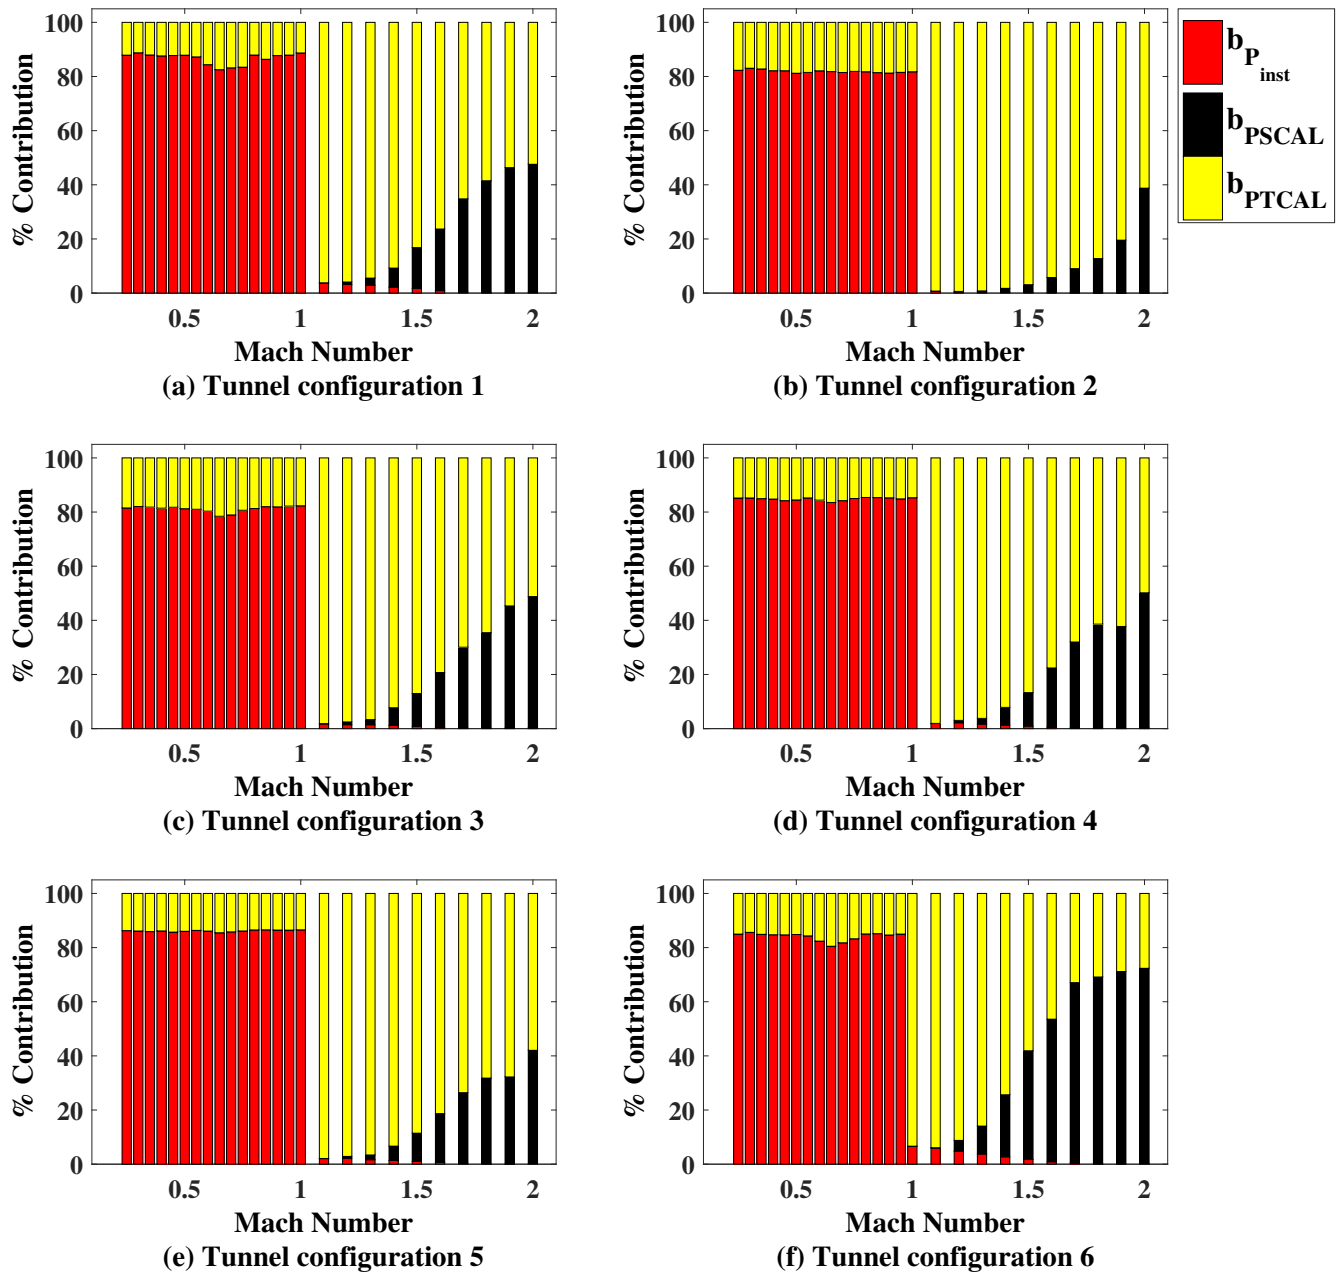 100
80
60
40
20
0
% Contribution
0.5 1 1.5 2
Mach Number
(a) Tunnel configuration 1
100
80
60
40
20
0
% Contribution
0.5 1 1.5 2
Mach Number
(b) Tunnel configuration 2
b_P_inst
b_PSCAL
b_PTCAL
100
80
60
40
20
0
% Contribution
0.5 1 1.5 2
Mach Number
(c) Tunnel configuration 3
100
80
60
40
20
0
% Contribution
0.5 1 1.5 2
Mach Number
(d) Tunnel configuration 4
100
80
60
40
20
0
% Contribution
0.5 1 1.5 2
Mach Number
(e) Tunnel configuration 5
100
80
60
40
20
0
% Contribution
0.5 1 1.5 2
Mach Number
(f) Tunnel configuration 6